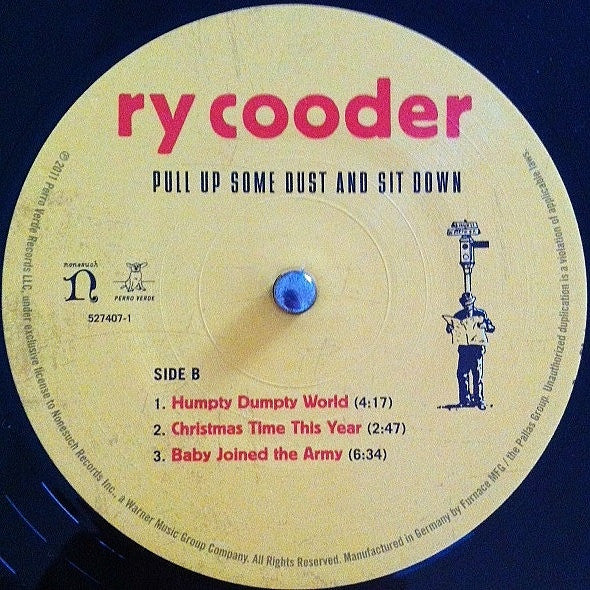 ry cooder
PULL UP SOME DUST AND SIT DOWN
nonesuch
N
PERRO VERDE
527407-1
SIDE B
1. Humpty Dumpty World (4:17)
2. Christmas Time This Year (2:47)
3. Baby Joined the Army (6:34)
℗ 2011 Perro Verde Records LLC, under exclusive license to Nonesuch Records Inc., a Warner Music Group Company. All Rights Reserved. Manufactured in Germany by Furnace MFG / the Pallas Group. Unauthorized duplication is a violation of applicable laws.